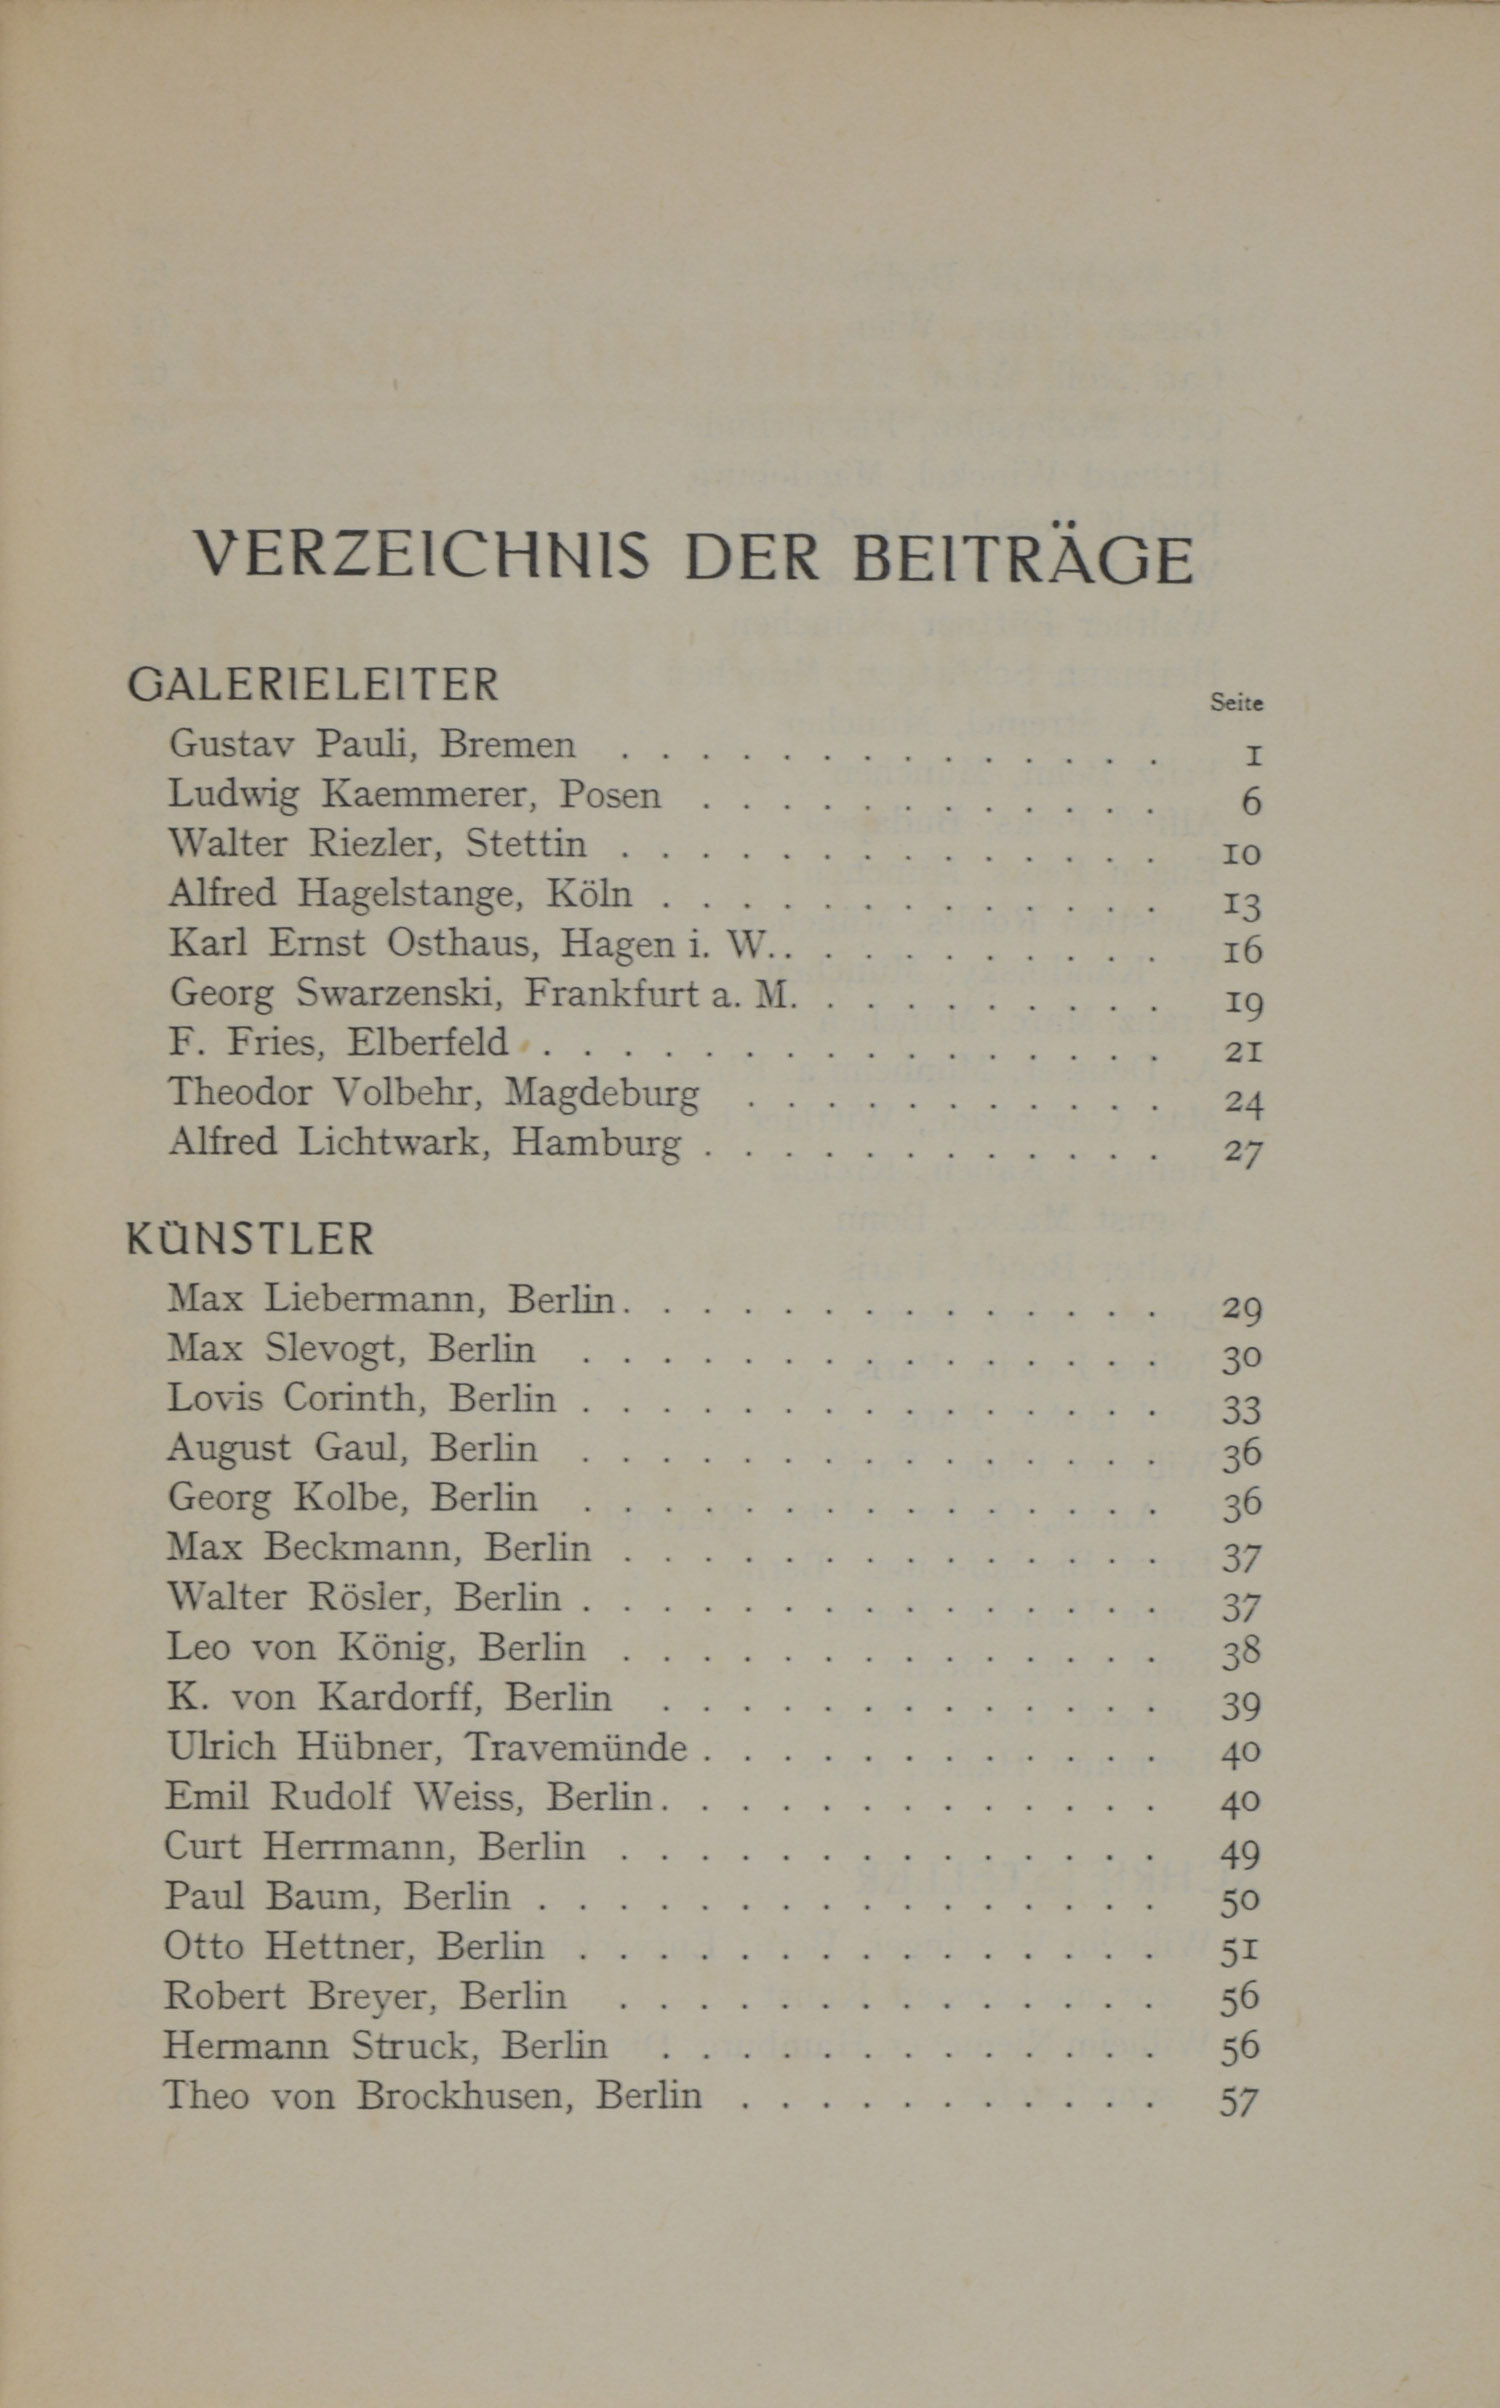 VERZEICHNIS DER BEITRÄGE
GALERIELEITER
Seite
Gustav Pauli, Bremen . . . . . . . . . . . . . . 1
Ludwig Kaemmerer, Posen . . . . . . . . . . . . 6
Walter Riezler, Stettin . . . . . . . . . . . . . . 10
Alfred Hagelstange, Köln . . . . . . . . . . . . . 13
Karl Ernst Osthaus, Hagen i. W. . . . . . . . . . . 16
Georg Swarzenski, Frankfurt a. M. . . . . . . . . . 19
F. Fries, Elberfeld . . . . . . . . . . . . . . . . 21
Theodor Volbehr, Magdeburg . . . . . . . . . . . 24
Alfred Lichtwark, Hamburg . . . . . . . . . . . . 27
KÜNSTLER
Max Liebermann, Berlin. . . . . . . . . . . . . . 29
Max Slevogt, Berlin . . . . . . . . . . . . . . . 30
Lovis Corinth, Berlin . . . . . . . . . . . . . . . 33
August Gaul, Berlin . . . . . . . . . . . . . . . 36
Georg Kolbe, Berlin . . . . . . . . . . . . . . . 36
Max Beckmann, Berlin . . . . . . . . . . . . . . 37
Walter Rösler, Berlin . . . . . . . . . . . . . . . 37
Leo von König, Berlin . . . . . . . . . . . . . . 38
K. von Kardorff, Berlin . . . . . . . . . . . . . 39
Ulrich Hübner, Travemünde . . . . . . . . . . . . 40
Emil Rudolf Weiss, Berlin. . . . . . . . . . . . . 40
Curt Herrmann, Berlin . . . . . . . . . . . . . . 49
Paul Baum, Berlin . . . . . . . . . . . . . . . . 50
Otto Hettner, Berlin . . . . . . . . . . . . . . . 51
Robert Breyer, Berlin . . . . . . . . . . . . . . 56
Hermann Struck, Berlin . . . . . . . . . . . . . 56
Theo von Brockhusen, Berlin . . . . . . . . . . . 57